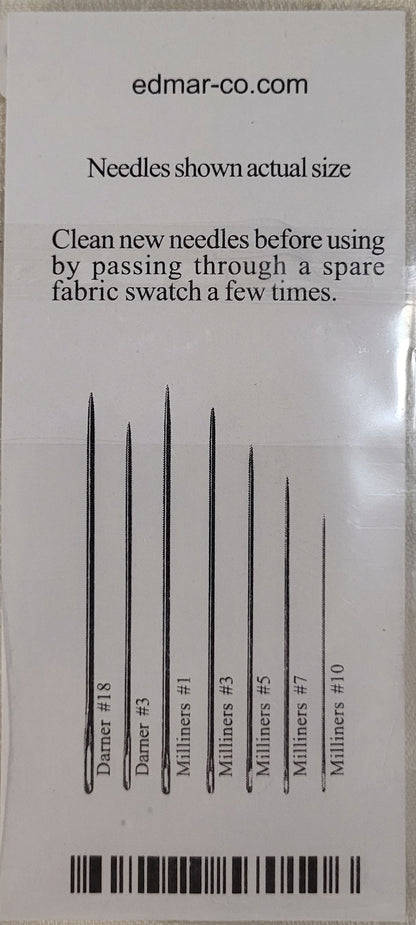 edmar-co.com
Needles shown actual size
Clean new needles before using
by passing through a spare
fabric swatch a few times.
Darner #18
Darner #3
Milliners #1
Milliners #3
Milliners #5
Milliners #7
Milliners #10